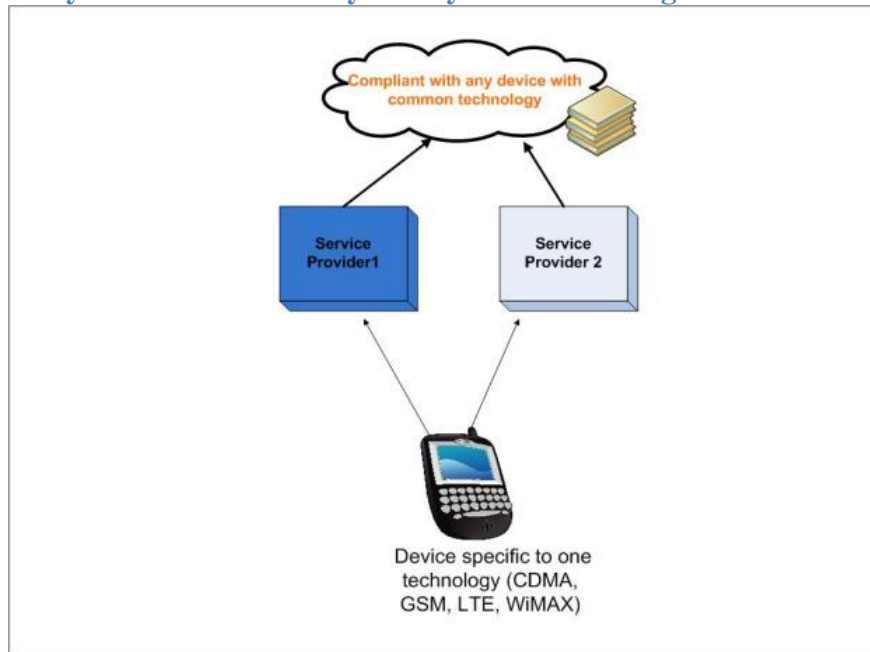 Compliant with any device with
common technology
Service
Provider1
Service
Provider 2
Device specific to one
technology (CDMA,
GSM, LTE, WiMAX)